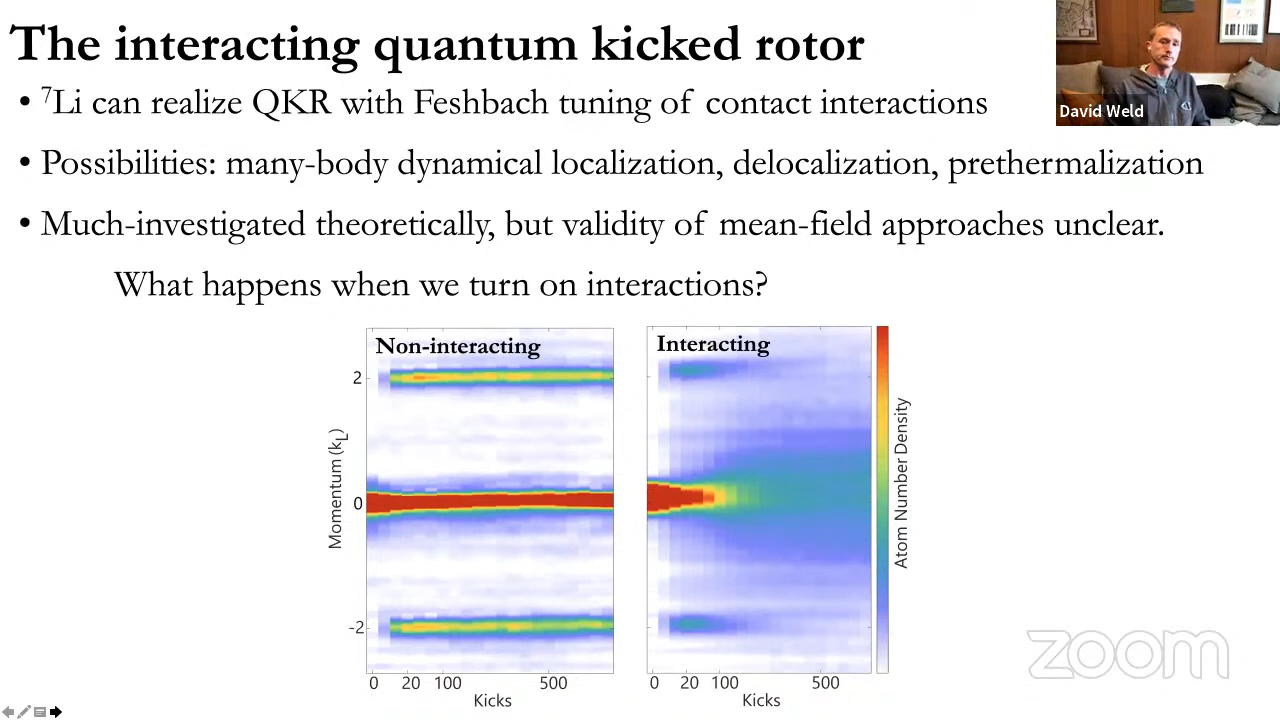 The interacting quantum kicked rotor
• ⁷Li can realize QKR with Feshbach tuning of contact interactions
David Weld
• Possibilities: many-body dynamical localization, delocalization, prethermalization
• Much-investigated theoretically, but validity of mean-field approaches unclear.
What happens when we turn on interactions?
Non-interacting
Interacting
2
0
-2
Momentum (kL)
0 20 100 500
Kicks
0 20 100 500
Kicks
Atom Number Density
zoom